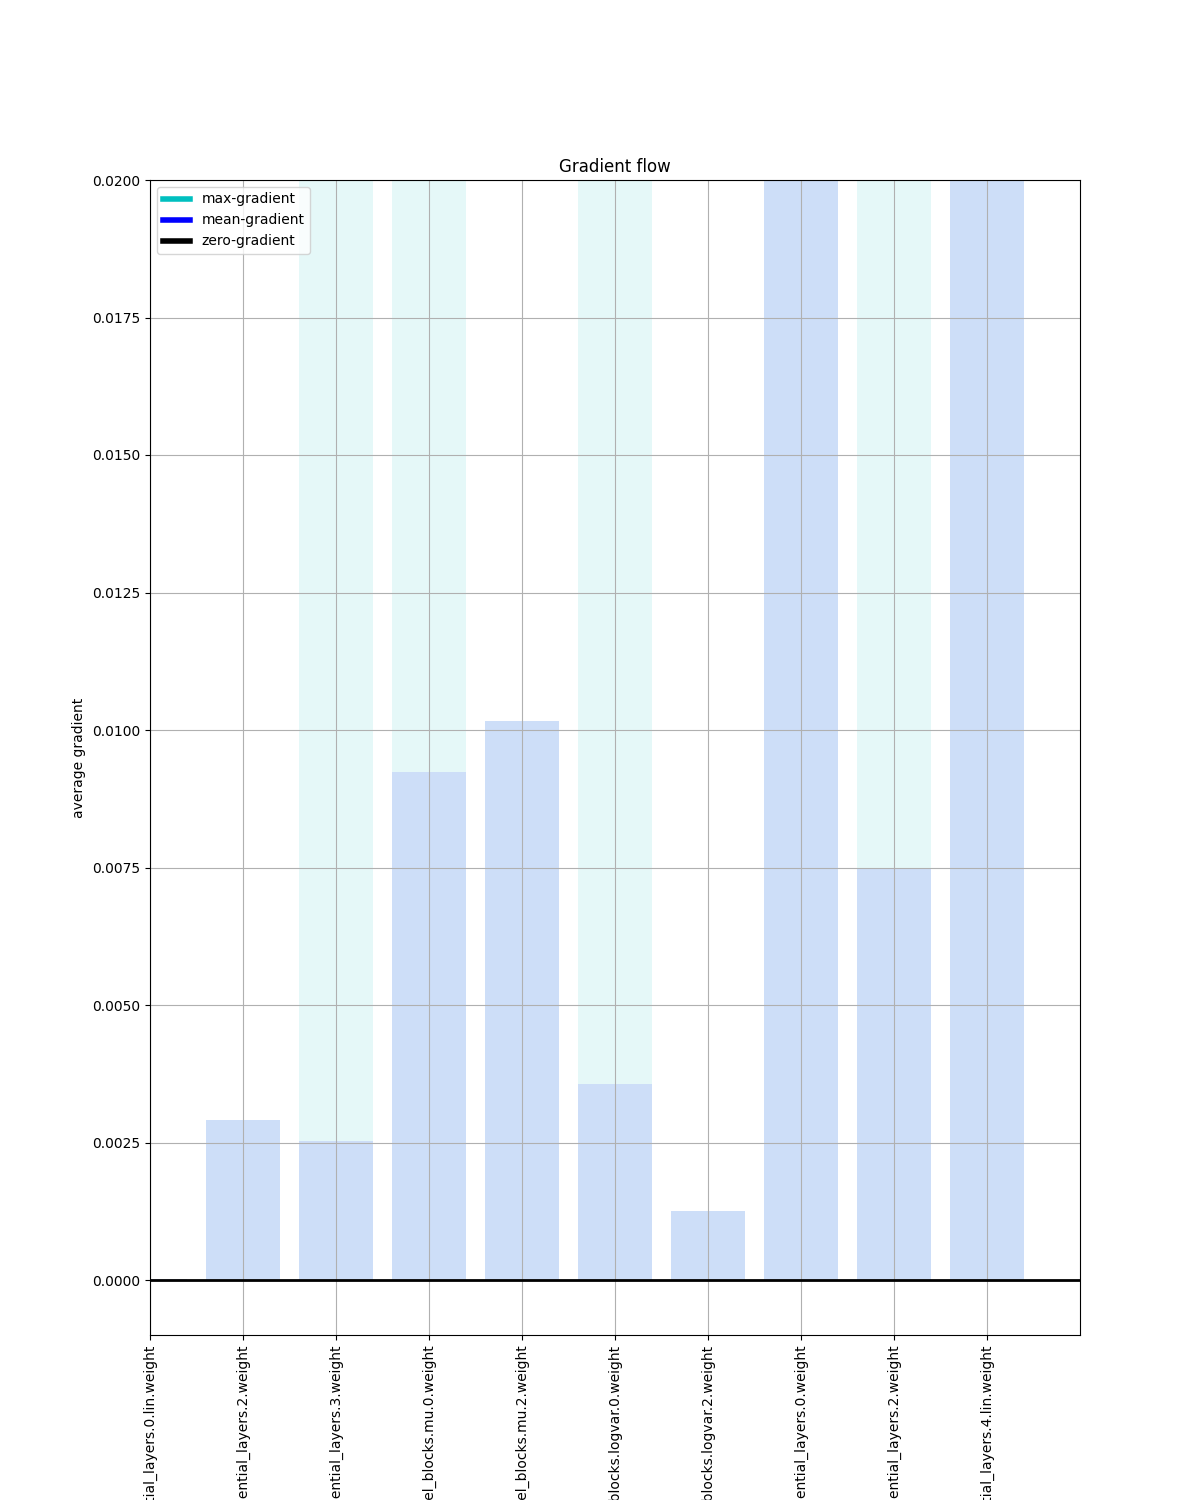 Gradient flow
max-gradient
mean-gradient
zero-gradient
0.0200
0.0175
0.0150
0.0125
0.0100
0.0075
0.0050
0.0025
0.0000
average gradient
tial_layers.0.lin.weight
ential_layers.2.weight
ential_layers.3.weight
el_blocks.mu.0.weight
el_blocks.mu.2.weight
blocks.logvar.0.weight
blocks.logvar.2.weight
ential_layers.0.weight
ential_layers.2.weight
tial_layers.4.lin.weight